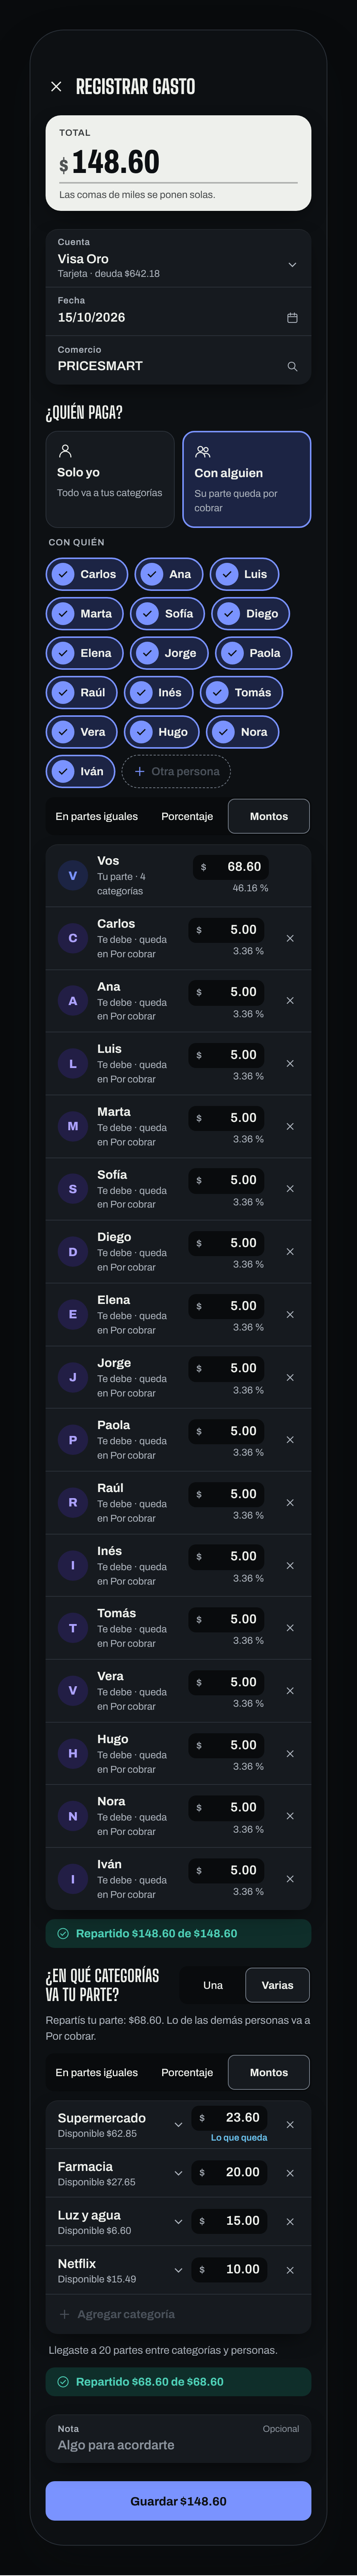 REGISTRAR GASTO
TOTAL
$148.60
Las comas de miles se ponen solas.
Cuenta
Visa Oro
Tarjeta · deuda $642.18
Fecha
15/10/2026
Comercio
PRICESMART
¿QUIÉN PAGA?
Solo yo
Todo va a tus categorías
Con alguien
Su parte queda por
cobrar
CON QUIÉN
Carlos Ana Luis
Marta Sofía Diego
Elena Jorge Paola
Raúl Inés Tomás
Vera Hugo Nora
Iván + Otra persona
En partes iguales Porcentaje Montos
V Vos $ 68.60
Tu parte · 4
categorías
46.16 %
C Carlos $ 5.00
Te debe · queda
en Por cobrar
3.36 %
A Ana $ 5.00
Te debe · queda
en Por cobrar
3.36 %
L Luis $ 5.00
Te debe · queda
en Por cobrar
3.36 %
M Marta $ 5.00
Te debe · queda
en Por cobrar
3.36 %
S Sofía $ 5.00
Te debe · queda
en Por cobrar
3.36 %
D Diego $ 5.00
Te debe · queda
en Por cobrar
3.36 %
E Elena $ 5.00
Te debe · queda
en Por cobrar
3.36 %
J Jorge $ 5.00
Te debe · queda
en Por cobrar
3.36 %
P Paola $ 5.00
Te debe · queda
en Por cobrar
3.36 %
R Raúl $ 5.00
Te debe · queda
en Por cobrar
3.36 %
I Inés $ 5.00
Te debe · queda
en Por cobrar
3.36 %
T Tomás $ 5.00
Te debe · queda
en Por cobrar
3.36 %
V Vera $ 5.00
Te debe · queda
en Por cobrar
3.36 %
H Hugo $ 5.00
Te debe · queda
en Por cobrar
3.36 %
N Nora $ 5.00
Te debe · queda
en Por cobrar
3.36 %
I Iván $ 5.00
Te debe · queda
en Por cobrar
3.36 %
Repartido $148.60 de $148.60
¿EN QUÉ CATEGORÍAS
VA TU PARTE?
Una Varias
Repartís tu parte: $68.60. Lo de las demás personas va a
Por cobrar.
En partes iguales Porcentaje Montos
Supermercado $ 23.60
Disponible $62.85
Lo que queda
Farmacia $ 20.00
Disponible $27.65
Luz y agua $ 15.00
Disponible $6.60
Netflix $ 10.00
Disponible $15.49
+ Agregar categoría
Llegaste a 20 partes entre categorías y personas.
Repartido $68.60 de $68.60
Nota Opcional
Algo para acordarte
Guardar $148.60